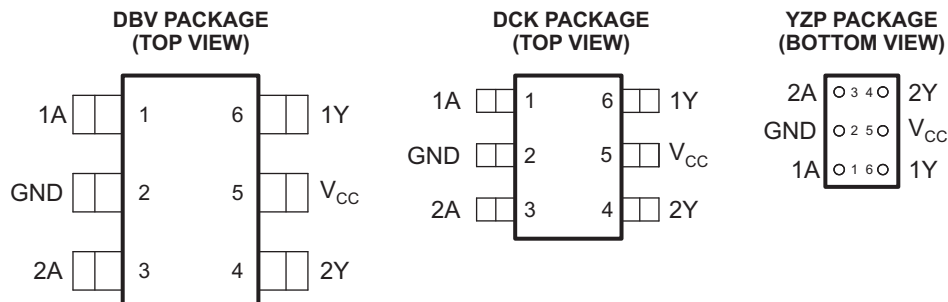 DBV PACKAGE
(TOP VIEW)
1A 1 6 1Y
GND 2 5 VCC
2A 3 4 2Y
DCK PACKAGE
(TOP VIEW)
1A 1 6 1Y
GND 2 5 VCC
2A 3 4 2Y
YZP PACKAGE
(BOTTOM VIEW)
2A 3 4 2Y
GND 2 5 VCC
1A 1 6 1Y